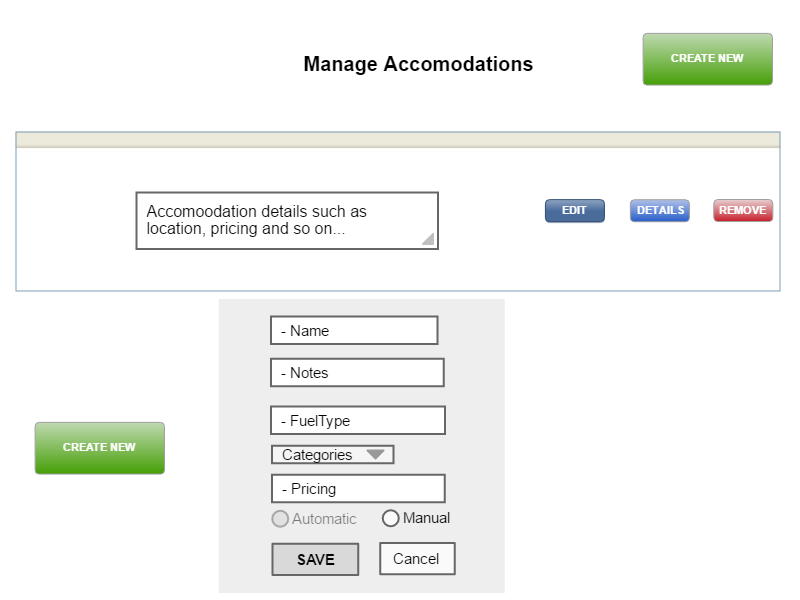 Manage Accomodations
CREATE NEW
Accomoodation details such as
location, pricing and so on...
EDIT
DETAILS
REMOVE
- Name
- Notes
- FuelType
CREATE NEW
Categories
- Pricing
Automatic
Manual
SAVE
Cancel